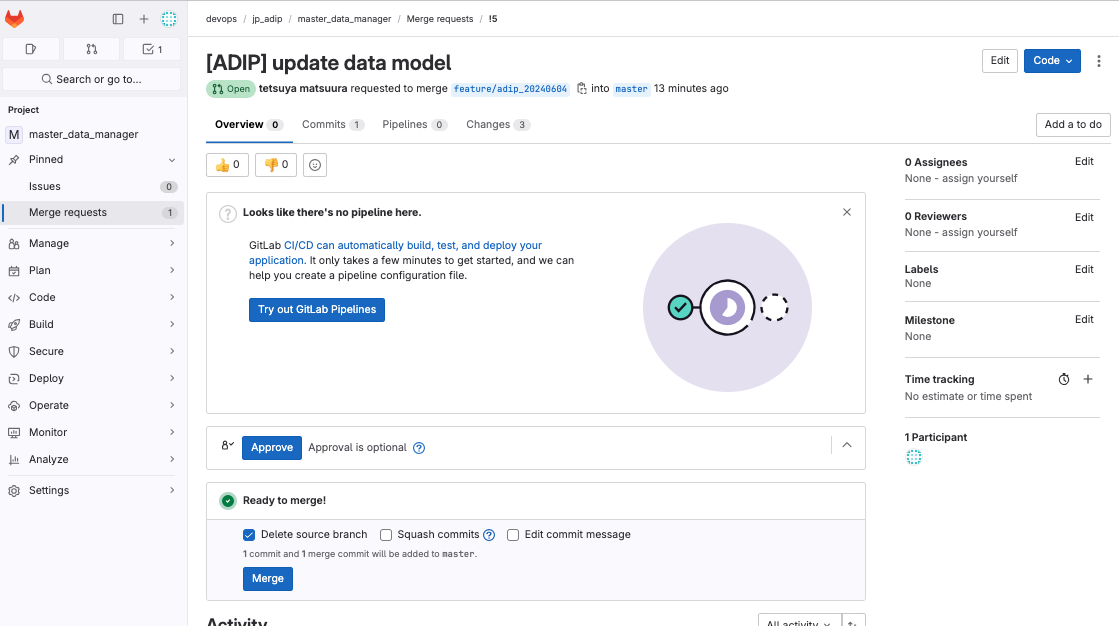 devops / jp_adip / master_data_manager / Merge requests / !5
1
Search or go to...
Project
M master_data_manager
Pinned
Issues 0
Merge requests 1
Manage
Plan
Code
Build
Secure
Deploy
Operate
Monitor
Analyze
Settings
[ADIP] update data model
Edit Code
Open tetsuya matsuura requested to merge feature/adip_20240604 into master 13 minutes ago
Overview 0 Commits 1 Pipelines 0 Changes 3
Add a to do
0 0
Looks like there's no pipeline here.
GitLab CI/CD can automatically build, test, and deploy your
application. It only takes a few minutes to get started, and we can
help you create a pipeline configuration file.
Try out GitLab Pipelines
Approve Approval is optional ?
Ready to merge!
Delete source branch Squash commits ? Edit commit message
1 commit and 1 merge commit will be added to master.
Merge
Activity
All activity
0 Assignees Edit
None - assign yourself
0 Reviewers Edit
None - assign yourself
Labels Edit
None
Milestone Edit
None
Time tracking
No estimate or time spent
1 Participant